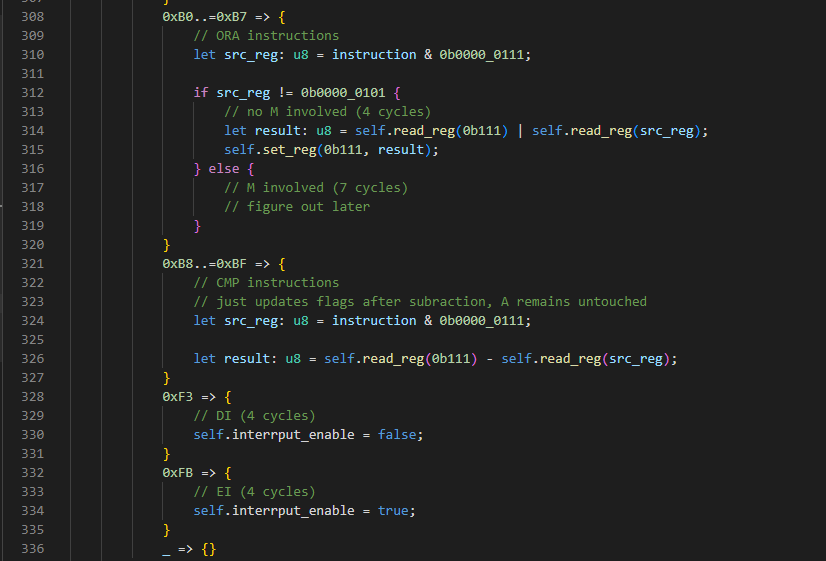 308 0xB0..=0xB7 => {
309 // ORA instructions
310 let src_reg: u8 = instruction & 0b0000_0111;
311
312 if src_reg != 0b0000_0101 {
313 // no M involved (4 cycles)
314 let result: u8 = self.read_reg(0b111) | self.read_reg(src_reg);
315 self.set_reg(0b111, result);
316 } else {
317 // M involved (7 cycles)
318 // figure out later
319 }
320 }
321 0xB8..=0xBF => {
322 // CMP instructions
323 // just updates flags after subraction, A remains untouched
324 let src_reg: u8 = instruction & 0b0000_0111;
325
326 let result: u8 = self.read_reg(0b111) - self.read_reg(src_reg);
327 }
328 0xF3 => {
329 // DI (4 cycles)
330 self.interrput_enable = false;
331 }
332 0xFB => {
333 // EI (4 cycles)
334 self.interrput_enable = true;
335 }
336 _ => {}